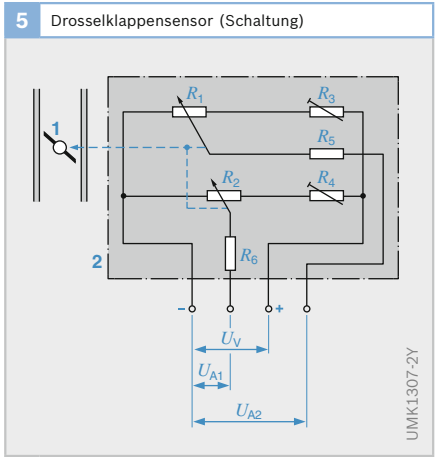 5 Drosselklappensensor (Schaltung)
R1
R3
1
R5
R2
R4
2
R6
– +
UV
UA1
UA2
UMK1307-2Y